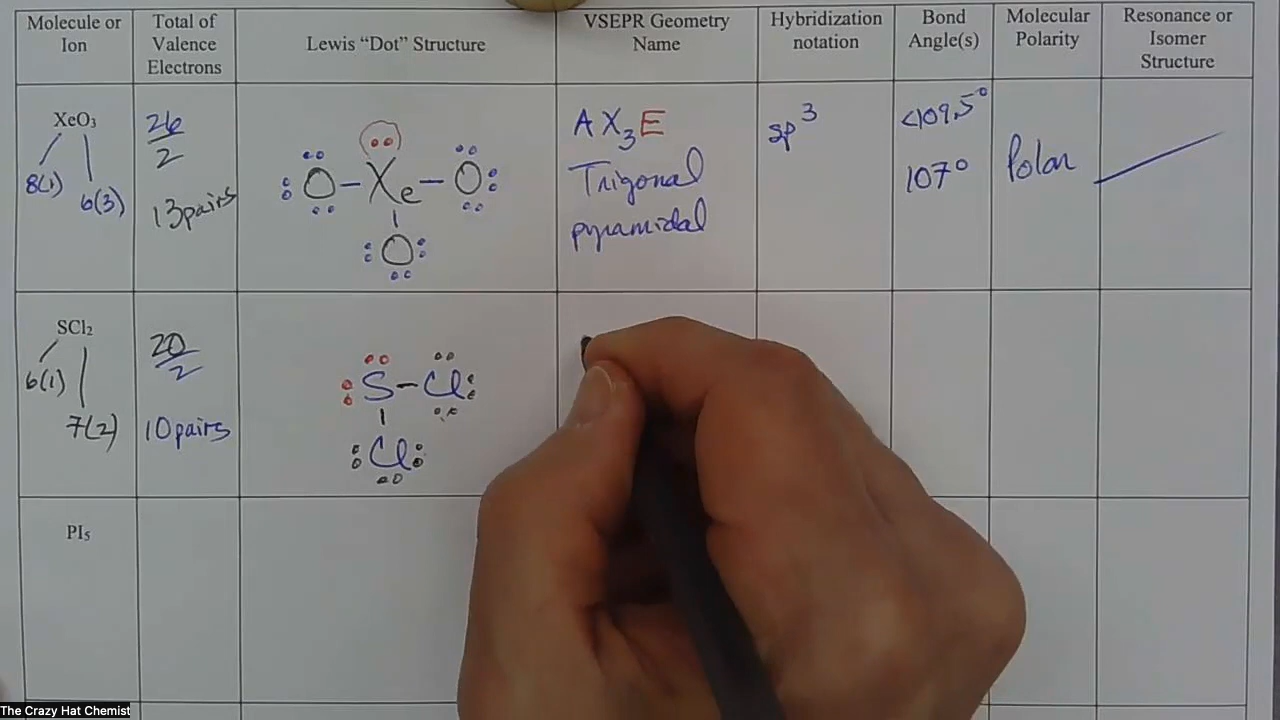 Molecule or
Ion
Total of
Valence
Electrons
Lewis “Dot” Structure
VSEPR Geometry
Name
Hybridization
notation
Bond
Angle(s)
Molecular
Polarity
Resonance or
Isomer
Structure
XeO₃
8(1)
6(3)
26
2
13pairs
O – Xe – O
O
AX₃E
Trigonal
pyramidal
sp³
<109.5°
107°
Polar
SCl₂
6(1)
7(2)
20
2
10pairs
S – Cl
Cl
PI₅
The Crazy Hat Chemist